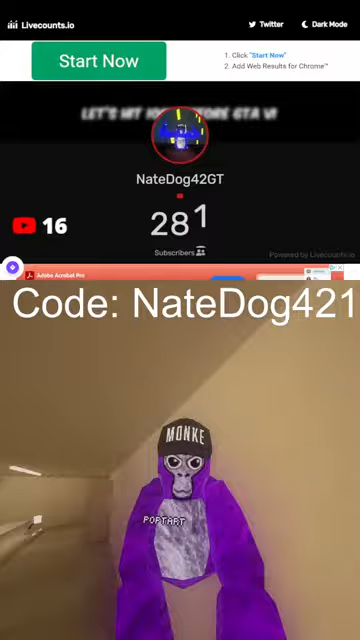 Livecounts.io
Twitter
Dark Mode
Start Now
1. Click "Start Now"
2. Add Web Results for Chrome™
NateDog42GT
16
281
Subscribers
Powered by Livecounts.io
Adobe Acrobat Pro
Code: NateDog421
MONKE
POPTART